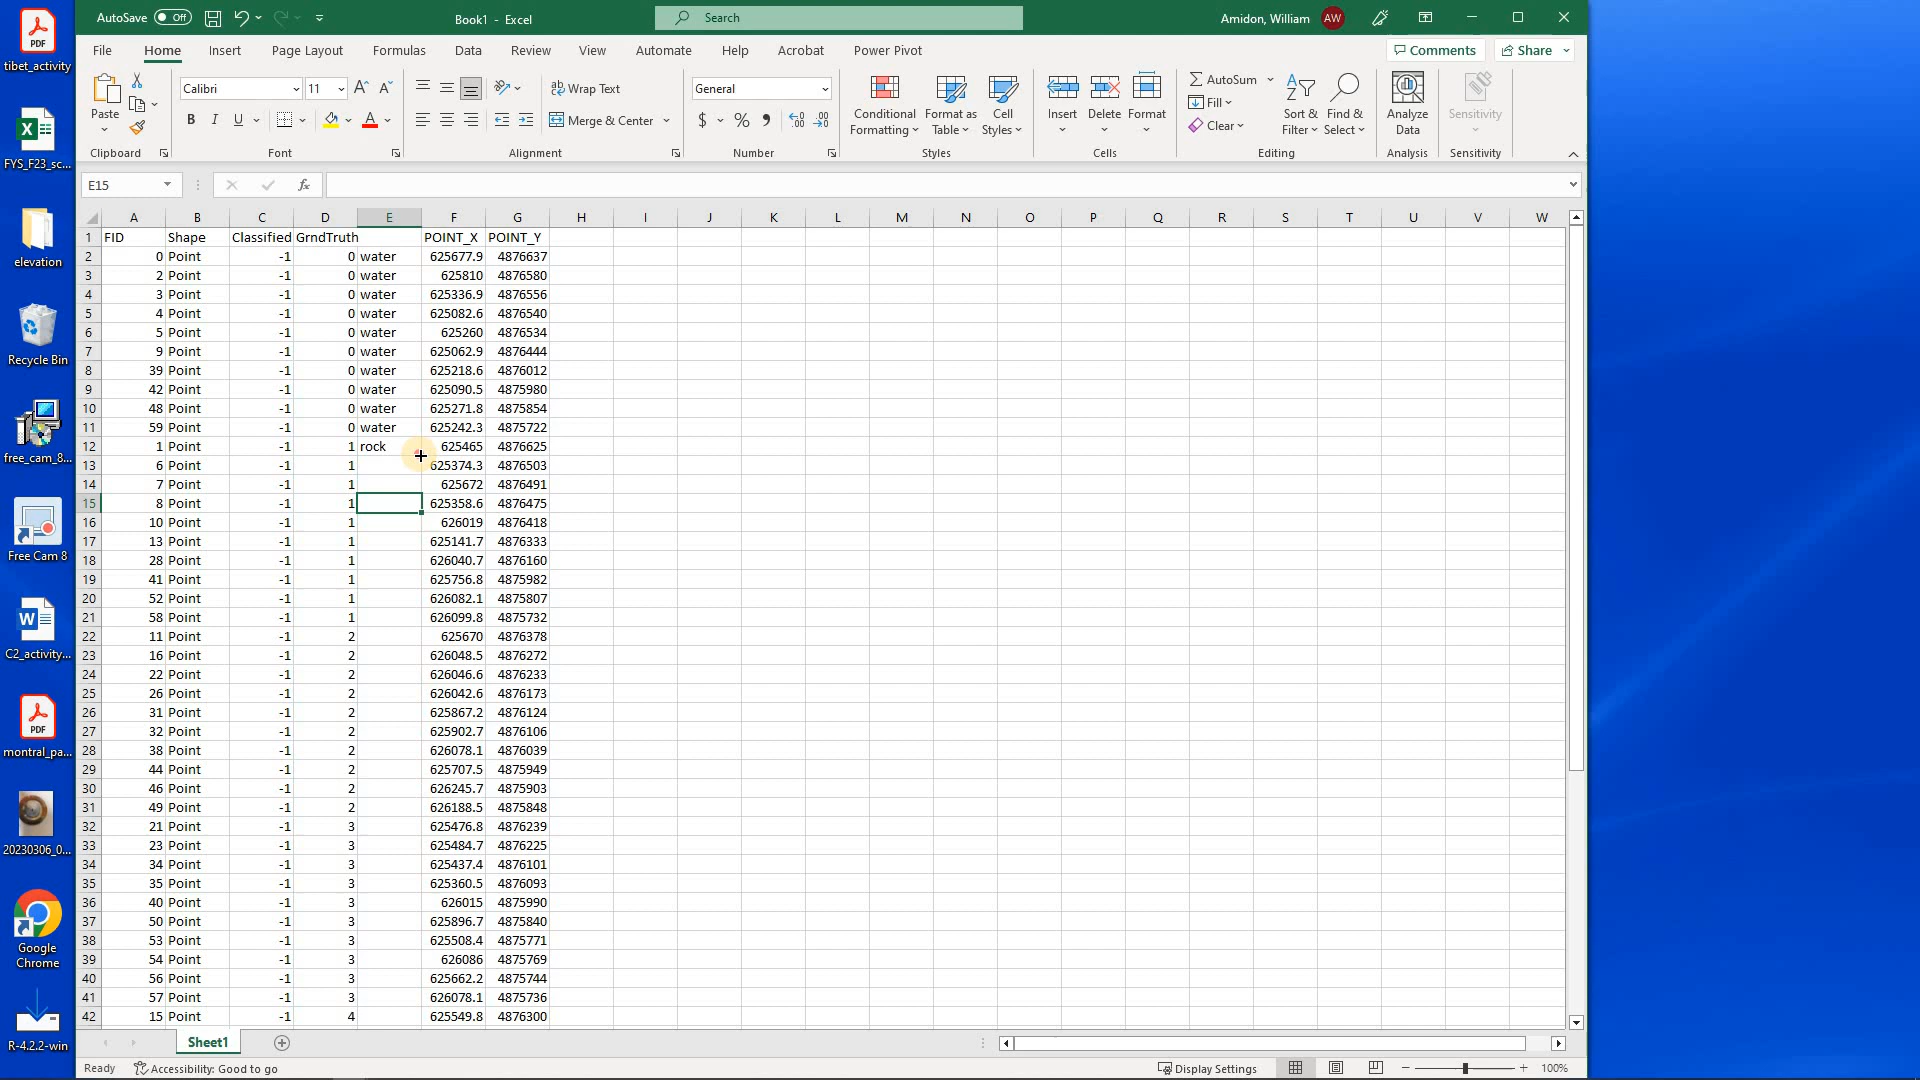 AutoSave Off Book1 - Excel Search Amidon, William AW
File Home Insert Page Layout Formulas Data Review View Automate Help Acrobat Power Pivot Comments Share
Paste Calibri 11 A A Wrap Text General Conditional Formatting Format as Table Cell Styles Insert Delete Format AutoSum Sort & Filter Find & Select Analyze Data Sensitivity
B I U A Merge & Center $ % Fill Clear
Clipboard Font Alignment Number Styles Cells Editing Analysis Sensitivity
E15 fx
A B C D E F G H I J K L M N O P Q R S T U V W
1 FID Shape Classified GrndTruth POINT_X POINT_Y
2 0 Point -1 0 water 625677.9 4876637
3 2 Point -1 0 water 625810 4876580
4 3 Point -1 0 water 625336.9 4876556
5 4 Point -1 0 water 625082.6 4876540
6 5 Point -1 0 water 625260 4876534
7 9 Point -1 0 water 625062.9 4876444
8 39 Point -1 0 water 625218.6 4876012
9 42 Point -1 0 water 625090.5 4875980
10 48 Point -1 0 water 625271.8 4875854
11 59 Point -1 0 water 625242.3 4875722
12 1 Point -1 1 rock 625465 4876625
13 6 Point -1 1 625374.3 4876503
14 7 Point -1 1 625672 4876491
15 8 Point -1 1 625358.6 4876475
16 10 Point -1 1 626019 4876418
17 13 Point -1 1 625141.7 4876333
18 28 Point -1 1 626040.7 4876160
19 41 Point -1 1 625756.8 4875982
20 52 Point -1 1 626082.1 4875807
21 58 Point -1 1 626099.8 4875732
22 11 Point -1 2 625670 4876378
23 16 Point -1 2 626048.5 4876272
24 22 Point -1 2 626046.6 4876233
25 26 Point -1 2 626042.6 4876173
26 31 Point -1 2 625867.2 4876124
27 32 Point -1 2 625902.7 4876106
28 38 Point -1 2 626078.1 4876039
29 44 Point -1 2 625707.5 4875949
30 46 Point -1 2 626245.7 4875903
31 49 Point -1 2 626188.5 4875848
32 21 Point -1 3 625476.8 4876239
33 23 Point -1 3 625484.7 4876225
34 34 Point -1 3 625437.4 4876101
35 35 Point -1 3 625360.5 4876093
36 40 Point -1 3 626015 4875990
37 50 Point -1 3 625896.7 4875840
38 53 Point -1 3 625508.4 4875771
39 54 Point -1 3 626086 4875769
40 56 Point -1 3 625662.2 4875744
41 57 Point -1 3 626078.1 4875736
42 15 Point -1 4 625549.8 4876300
Sheet1
Ready Accessibility: Good to go Display Settings 100%
PDF
tibet_activity
FYS_F23_sc...
elevation
Recycle Bin
free_cam_8...
Free Cam 8
C2_activity...
PDF
montral_pa...
20230306_0...
Google
Chrome
R-4.2.2-win